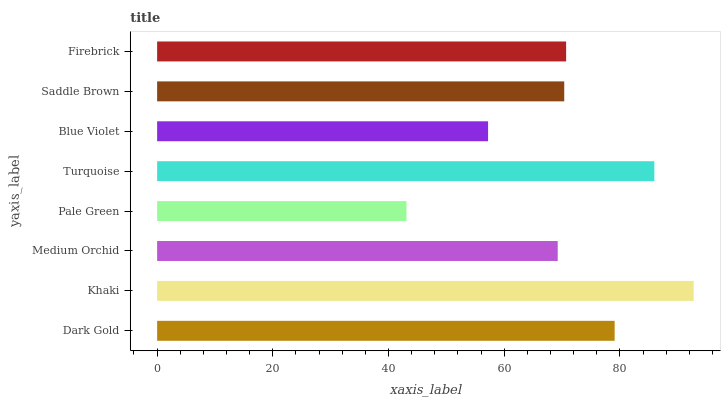 title
Firebrick
Saddle Brown
Blue Violet
Turquoise
Pale Green
Medium Orchid
Khaki
Dark Gold
yaxis_label
0 20 40 60 80
xaxis_label